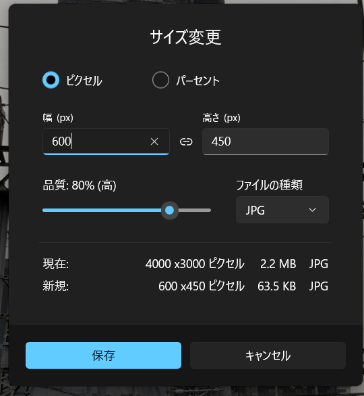 サイズ変更
ピクセル パーセント
幅 (px) 高さ (px)
600 450
品質: 80% (高) ファイルの種類
JPG
現在: 4000 x3000 ピクセル 2.2 MB JPG
新規: 600 x450 ピクセル 63.5 KB JPG
保存 キャンセル